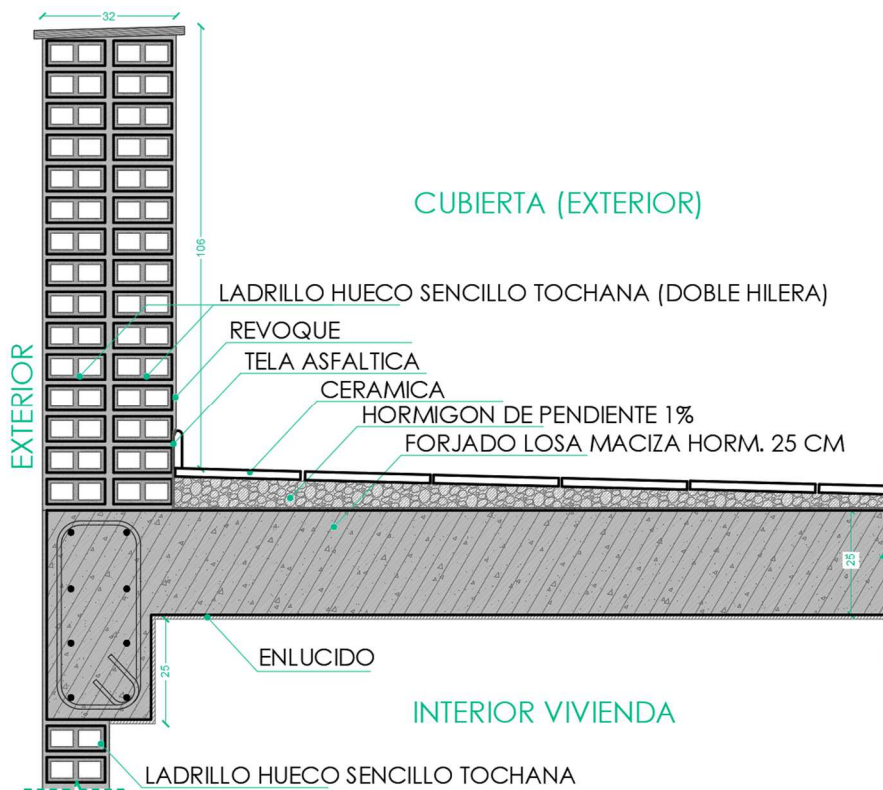 32
106
CUBIERTA (EXTERIOR)
LADRILLO HUECO SENCILLO TOCHANA (DOBLE HILERA)
REVOQUE
TELA ASFALTICA
CERAMICA
HORMIGON DE PENDIENTE 1%
FORJADO LOSA MACIZA HORM. 25 CM
EXTERIOR
25
25
ENLUCIDO
INTERIOR VIVIENDA
LADRILLO HUECO SENCILLO TOCHANA